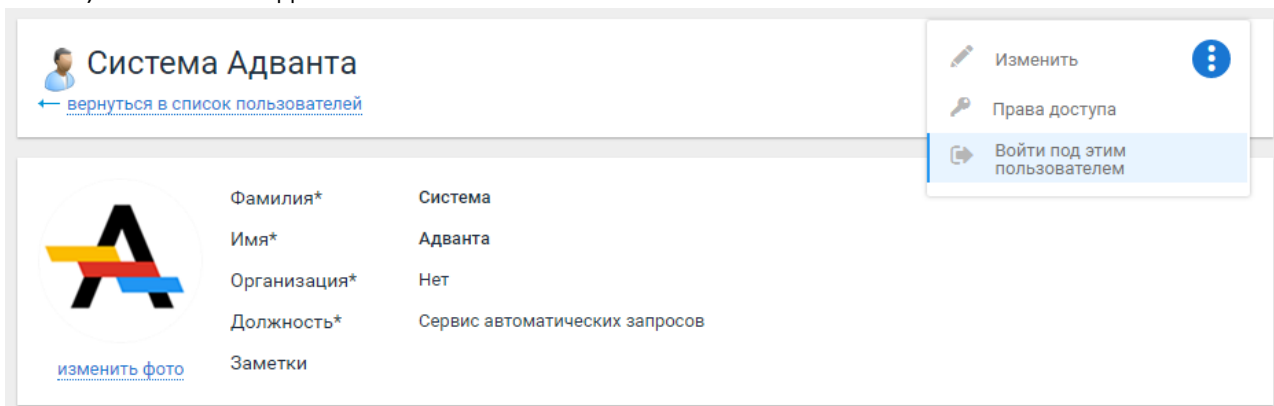 Система Адванта
← вернуться в список пользователей
Изменить
Права доступа
Войти под этим
пользователем
Фамилия* Система
Имя* Адванта
Организация* Нет
Должность* Сервис автоматических запросов
Заметки
изменить фото